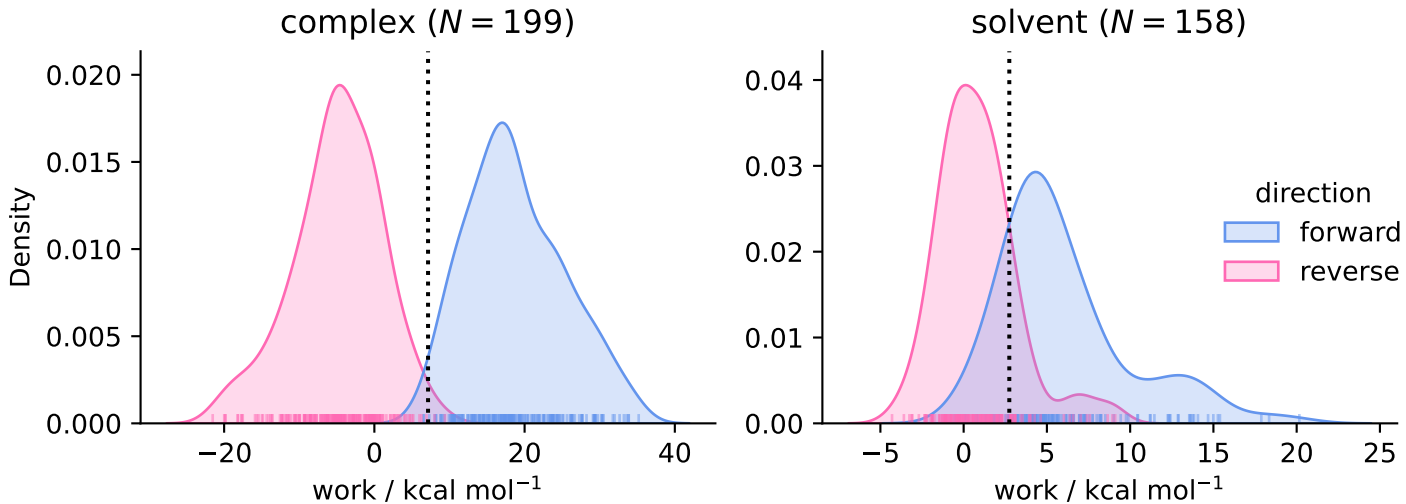 complex (N = 199)
Density
0.020
0.015
0.010
0.005
0.000
−20 0 20 40
work / kcal mol⁻¹
solvent (N = 158)
0.04
0.03
0.02
0.01
0.00
−5 0 5 10 15 20 25
work / kcal mol⁻¹
direction
forward
reverse